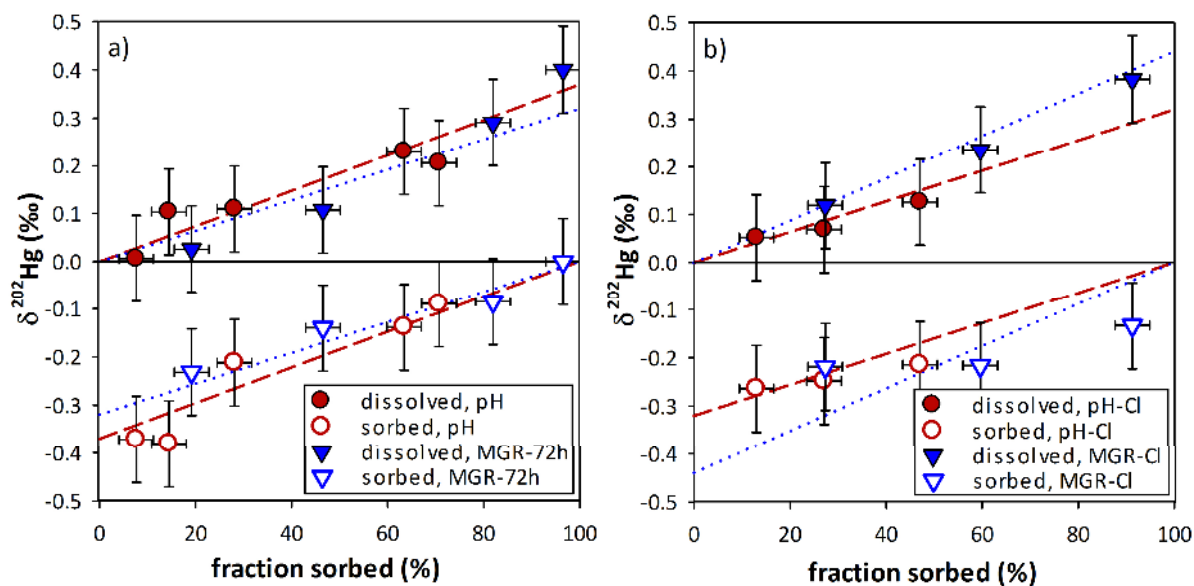 a)
δ²⁰²Hg (‰)
0.5
0.4
0.3
0.2
0.1
0.0
-0.1
-0.2
-0.3
-0.4
-0.5
dissolved, pH
sorbed, pH
dissolved, MGR-72h
sorbed, MGR-72h
0 20 40 60 80 100
fraction sorbed (%)
b)
δ²⁰²Hg (‰)
0.5
0.4
0.3
0.2
0.1
0.0
-0.1
-0.2
-0.3
-0.4
-0.5
dissolved, pH-Cl
sorbed, pH-Cl
dissolved, MGR-Cl
sorbed, MGR-Cl
0 20 40 60 80 100
fraction sorbed (%)